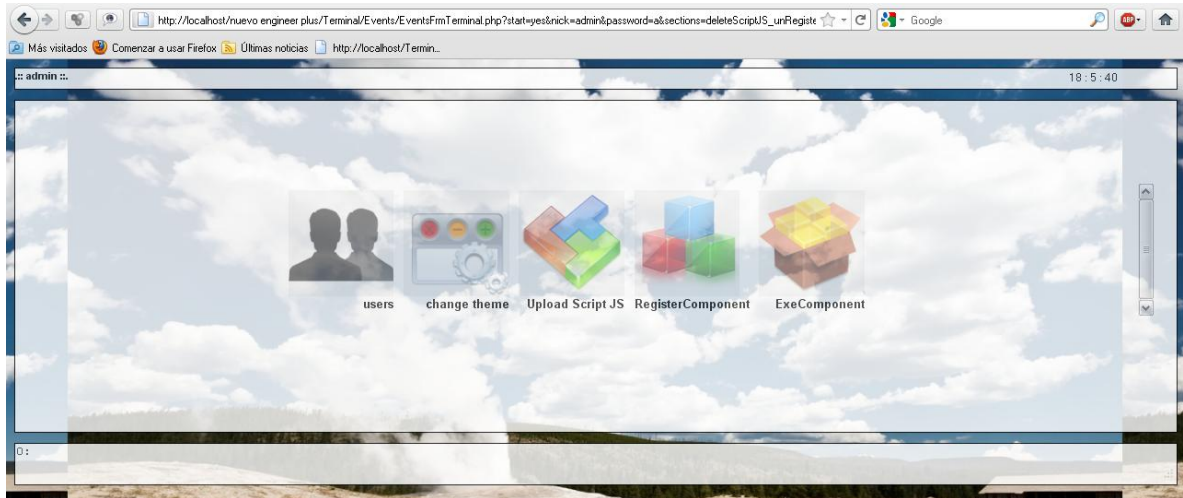 http://localhost/nuevo engineer plus/Terminal/Events/EventsFrmTerminal.php?start=yes&nick=admin&password=a&sections=deleteScriptJS_unRegiste
Google
ABP
Más visitados
Comenzar a usar Firefox
Últimas noticias
http://localhost/Termin...
.:: admin ::.
18:5:40
users
change theme
Upload Script JS
RegisterComponent
ExeComponent
0: